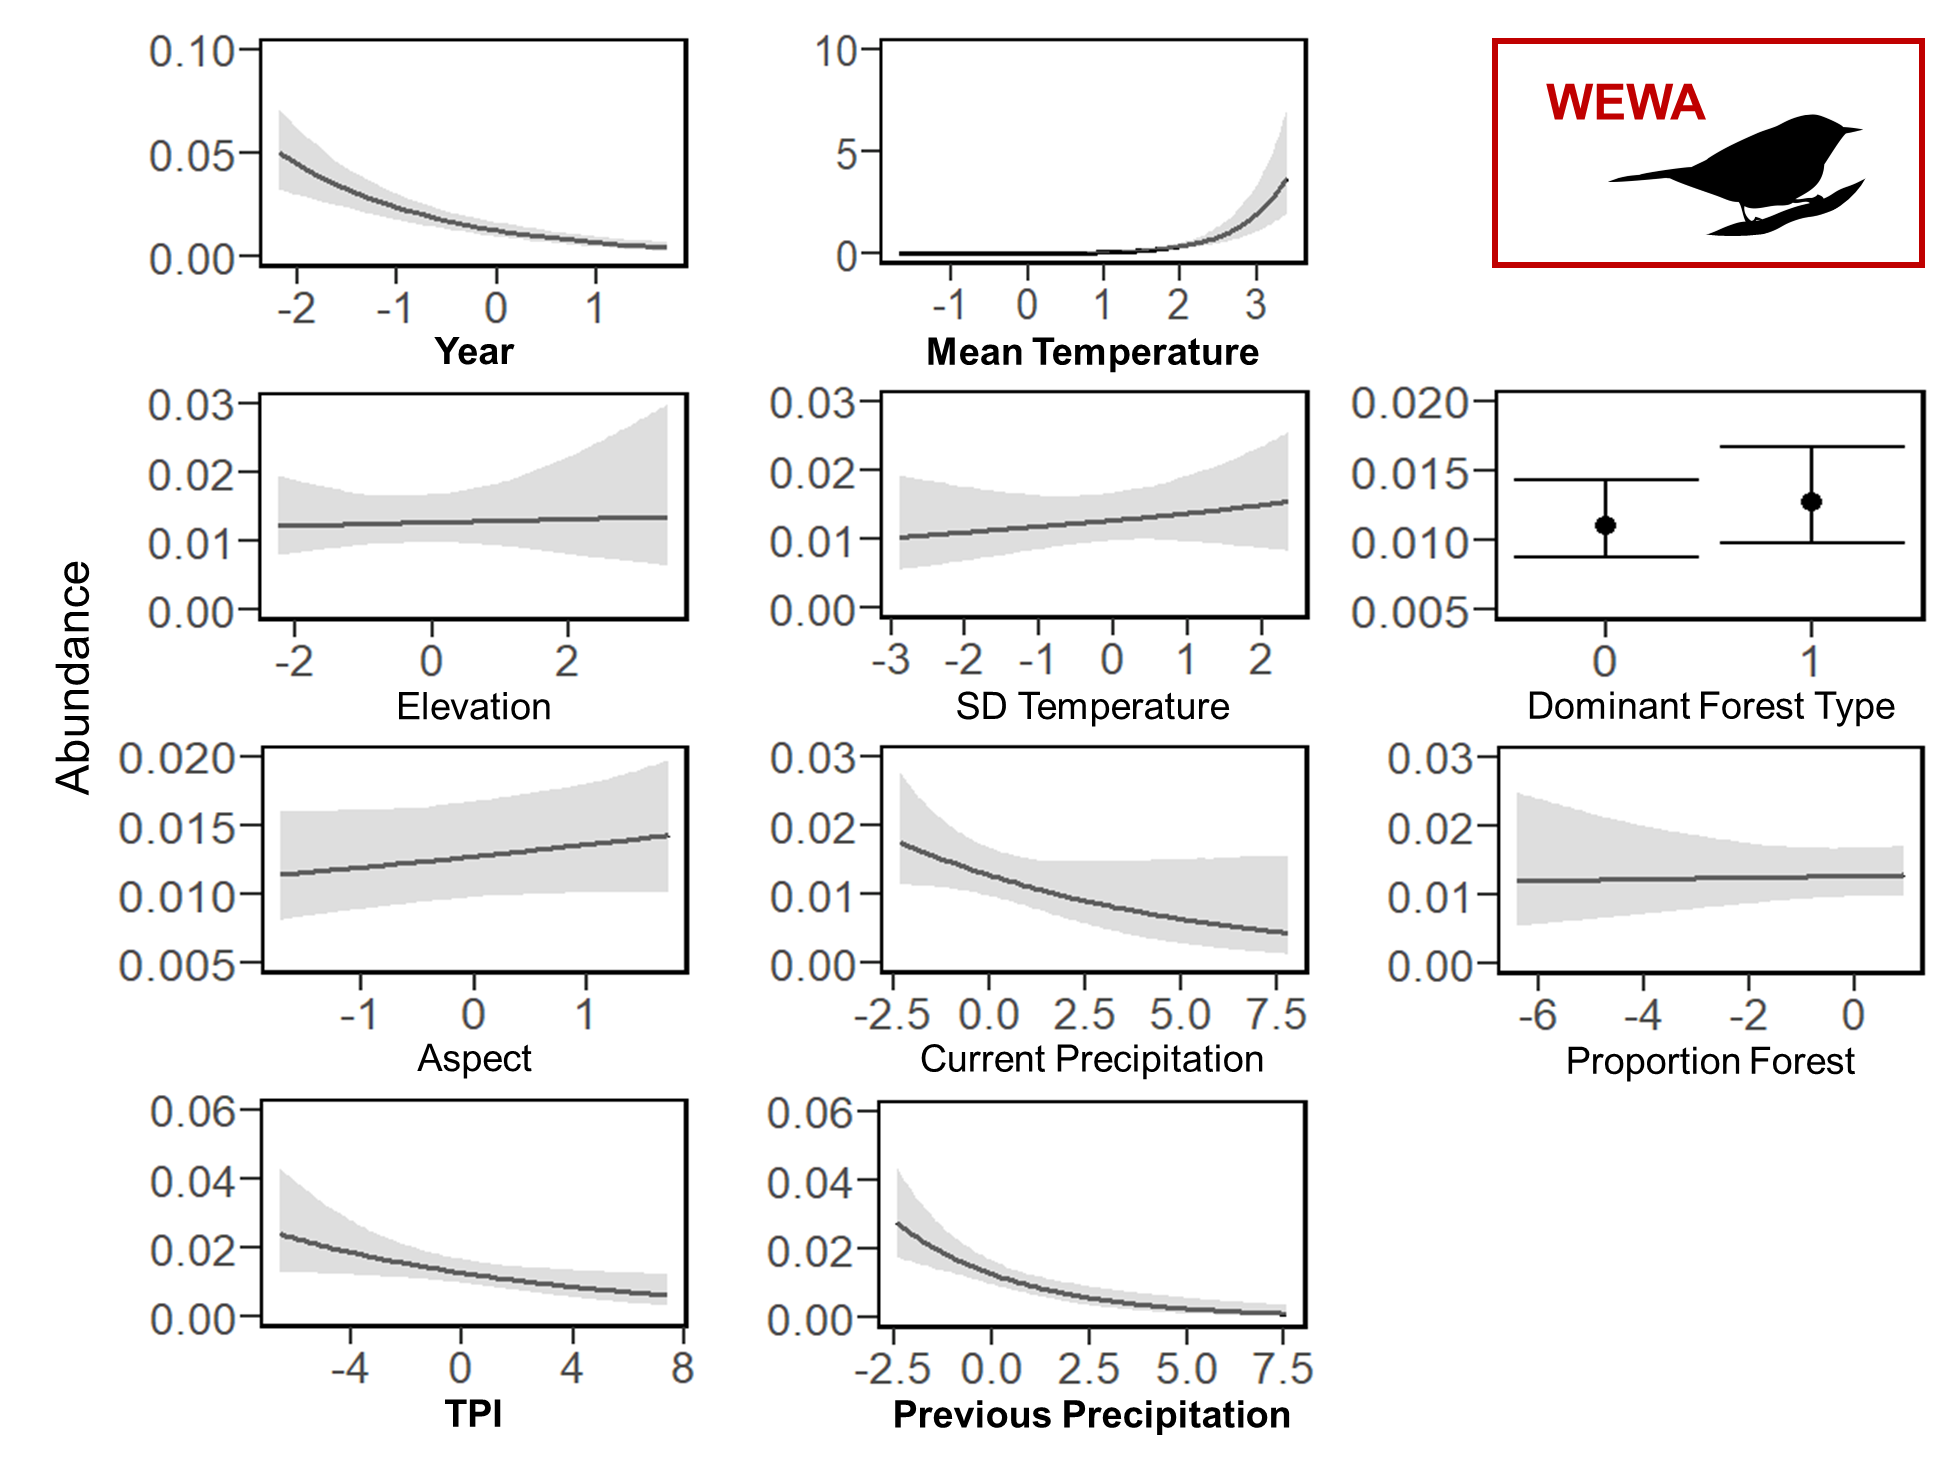 WEWA
Abundance
0.10
0.05
0.00
-2 -1 0 1
Year
10
5
0
-1 0 1 2 3
Mean Temperature
0.03
0.02
0.01
0.00
-2 0 2
Elevation
0.03
0.02
0.01
0.00
-3 -2 -1 0 1 2
SD Temperature
0.020
0.015
0.010
0.005
0 1
Dominant Forest Type
0.020
0.015
0.010
0.005
-1 0 1
Aspect
0.03
0.02
0.01
0.00
-2.5 0.0 2.5 5.0 7.5
Current Precipitation
0.03
0.02
0.01
0.00
-6 -4 -2 0
Proportion Forest
0.06
0.04
0.02
0.00
-4 0 4 8
TPI
0.06
0.04
0.02
0.00
-2.5 0.0 2.5 5.0 7.5
Previous Precipitation